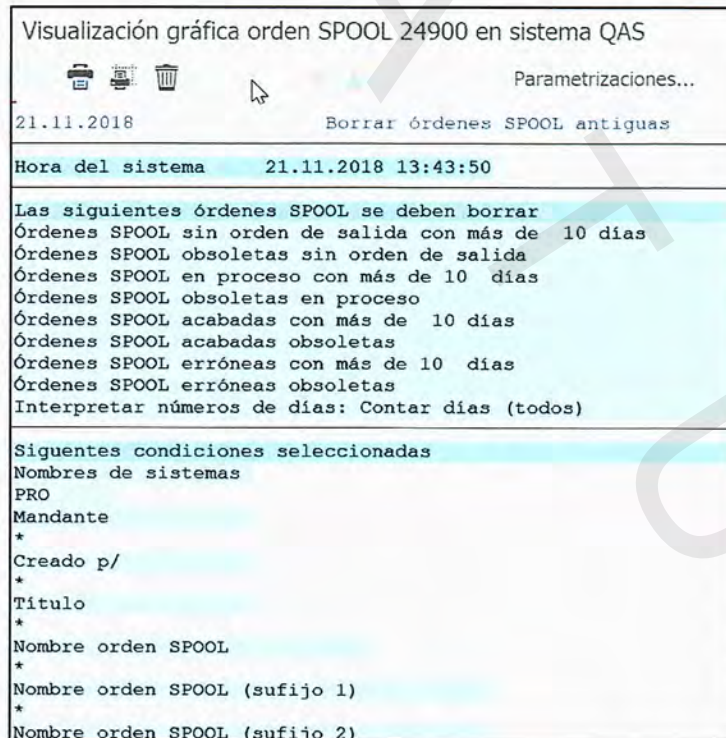 Visualización gráfica orden SPOOL 24900 en sistema QAS
Parametrizaciones...
21.11.2018 Borrar órdenes SPOOL antiguas
Hora del sistema 21.11.2018 13:43:50
Las siguientes órdenes SPOOL se deben borrar
Órdenes SPOOL sin orden de salida con más de 10 días
Órdenes SPOOL obsoletas sin orden de salida
Órdenes SPOOL en proceso con más de 10 días
Órdenes SPOOL obsoletas en proceso
Órdenes SPOOL acabadas con más de 10 días
Órdenes SPOOL acabadas obsoletas
Órdenes SPOOL erróneas con más de 10 días
Órdenes SPOOL erróneas obsoletas
Interpretar números de días: Contar días (todos)
Siguentes condiciones seleccionadas
Nombres de sistemas
PRO
Mandante
*
Creado p/
*
Título
*
Nombre orden SPOOL
*
Nombre orden SPOOL (sufijo 1)
*
Nombre orden SPOOL (sufijo 2)